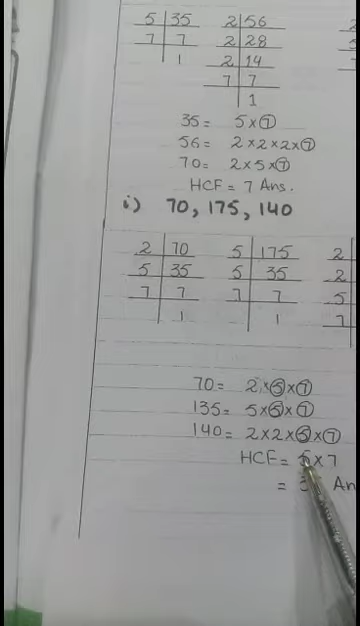 5 | 35 2 | 56
7 | 7 2 | 28
1 2 | 14
7 | 7
1
35 = 5×7
56 = 2×2×2×7
70 = 2×5×7
HCF = 7 Ans.
i) 70, 175, 140
2 | 70 5 | 175 2
5 | 35 5 | 35 2
7 | 7 7 | 7 5
1 1 7
70 = 2×5×7
135 = 5×5×7
140 = 2×2×5×7
HCF = 5×7
= 3